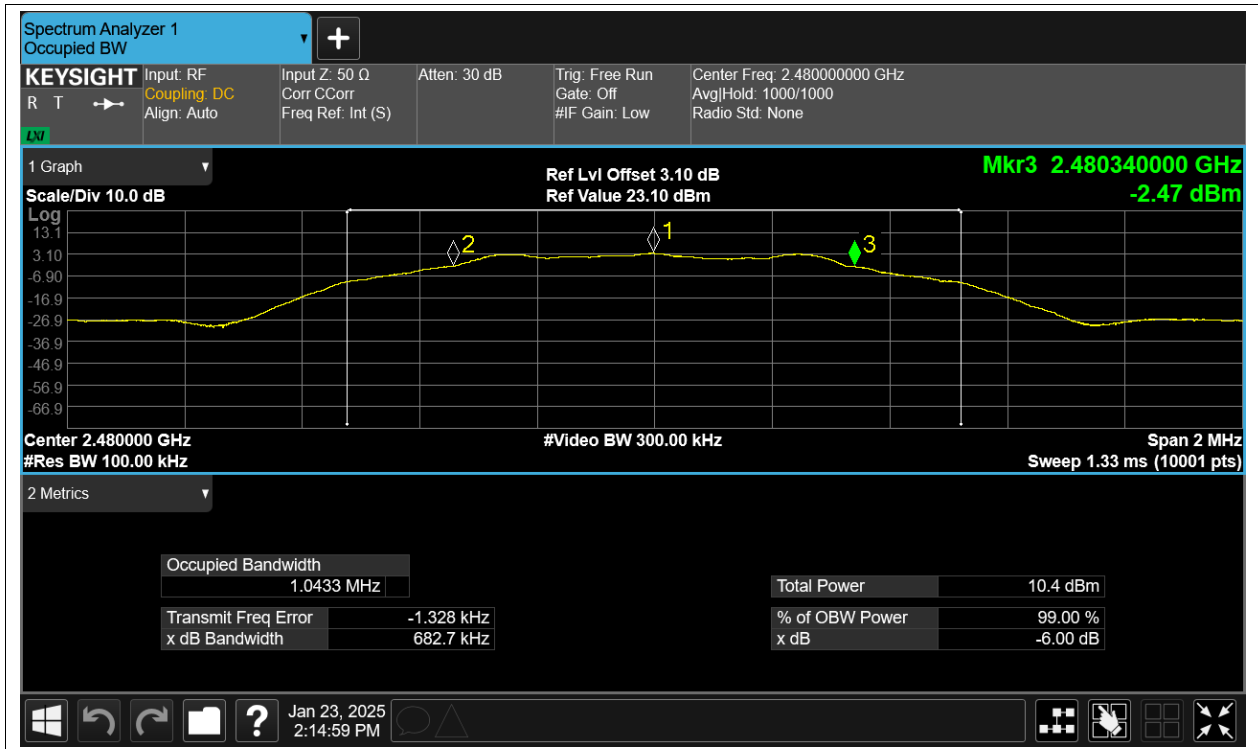 Spectrum Analyzer 1
Occupied BW
KEYSIGHT
R T
LXI
Input: RF
Coupling: DC
Align: Auto
Input Z: 50 Ω
Corr CCorr
Freq Ref: Int (S)
Atten: 30 dB
Trig: Free Run
Gate: Off
#IF Gain: Low
Center Freq: 2.480000000 GHz
Avg|Hold: 1000/1000
Radio Std: None
1 Graph
Scale/Div 10.0 dB
Ref Lvl Offset 3.10 dB
Ref Value 23.10 dBm
Mkr3 2.480340000 GHz
-2.47 dBm
Log
13.1
3.10
-6.90
-16.9
-26.9
-36.9
-46.9
-56.9
-66.9
2
1
3
Center 2.480000 GHz
#Res BW 100.00 kHz
#Video BW 300.00 kHz
Span 2 MHz
Sweep 1.33 ms (10001 pts)
2 Metrics
Occupied Bandwidth
1.0433 MHz
Transmit Freq Error -1.328 kHz
x dB Bandwidth 682.7 kHz
Total Power 10.4 dBm
% of OBW Power 99.00 %
x dB -6.00 dB
?
Jan 23, 2025
2:14:59 PM